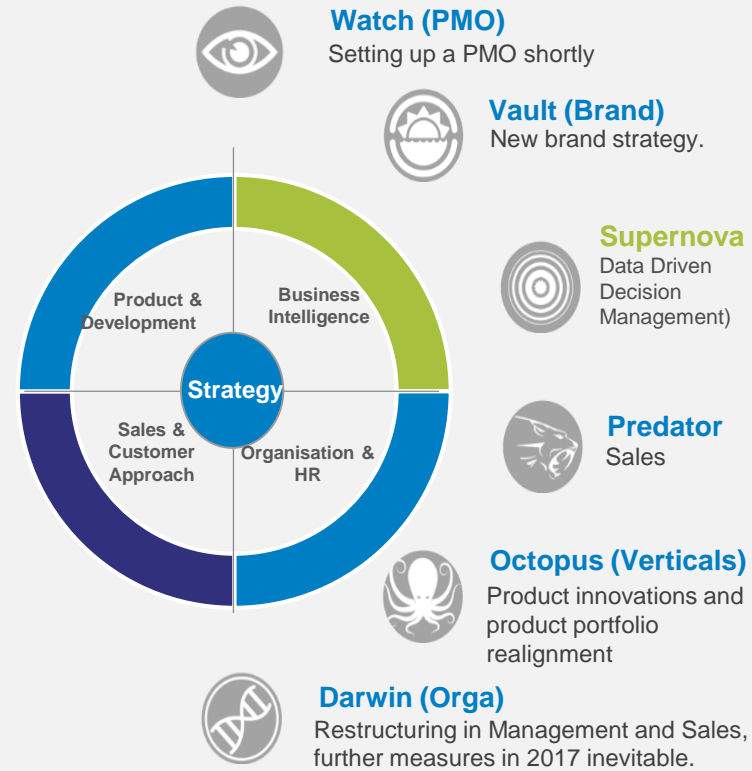 Watch (PMO)
Setting up a PMO shortly
Vault (Brand)
New brand strategy.
Supernova
Data Driven
Decision
Management)
Predator
Sales
Octopus (Verticals)
Product innovations and
product portfolio
realignment
Darwin (Orga)
Restructuring in Management and Sales,
further measures in 2017 inevitable.
Product &
Development
Business
Intelligence
Strategy
Sales &
Customer
Approach
Organisation &
HR